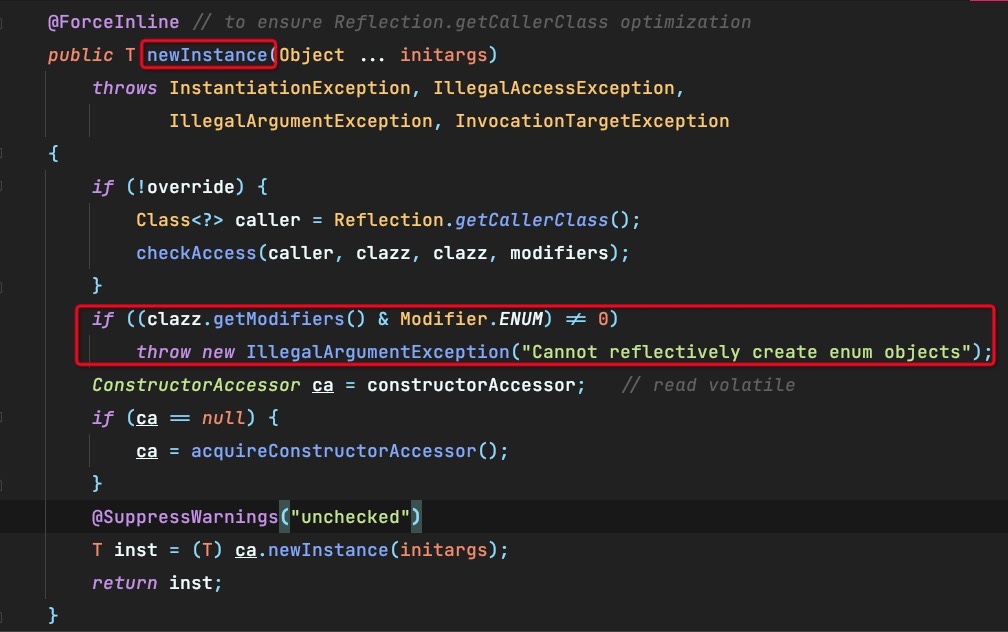 @ForceInline // to ensure Reflection.getCallerClass optimization
public T newInstance(Object ... initargs)
    throws InstantiationException, IllegalAccessException,
           IllegalArgumentException, InvocationTargetException
{
    if (!override) {
        Class<?> caller = Reflection.getCallerClass();
        checkAccess(caller, clazz, clazz, modifiers);
    }
    if ((clazz.getModifiers() & Modifier.ENUM) != 0)
        throw new IllegalArgumentException("Cannot reflectively create enum objects");
    ConstructorAccessor ca = constructorAccessor;   // read volatile
    if (ca == null) {
        ca = acquireConstructorAccessor();
    }
    @SuppressWarnings("unchecked")
    T inst = (T) ca.newInstance(initargs);
    return inst;
}